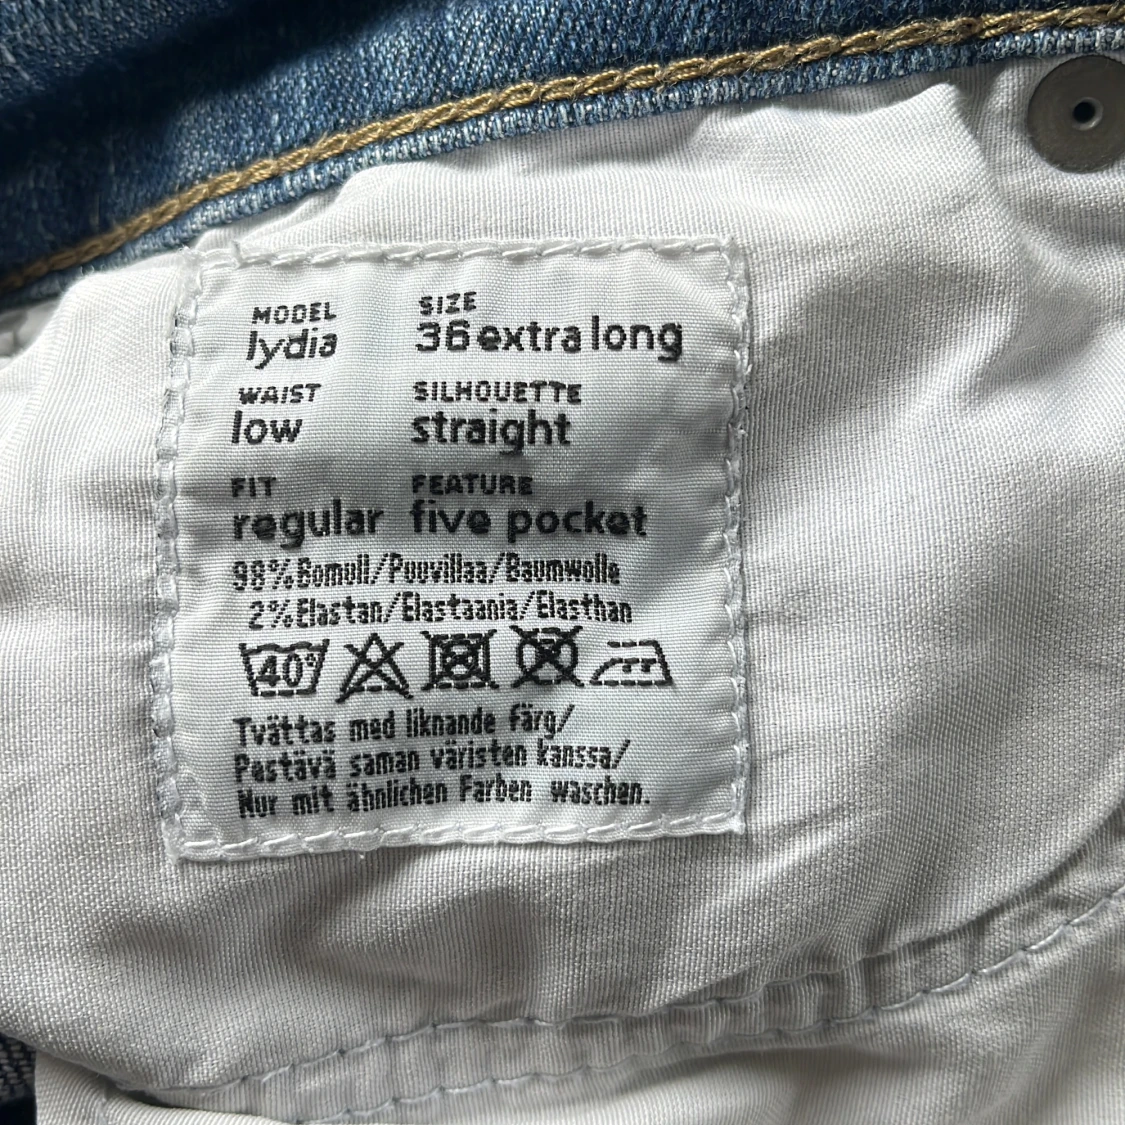 MODEL SIZE
lydia 36 extra long
WAIST SILHOUETTE
low straight
FIT FEATURE
regular five pocket
98% Bomull/Puuvillaa/Baumwolle
2% Elastan/Elastaania/Elasthan
40°
Tvättas med liknande färg/
Pestävä saman väristen kanssa/
Nur mit ähnlichen Farben waschen.